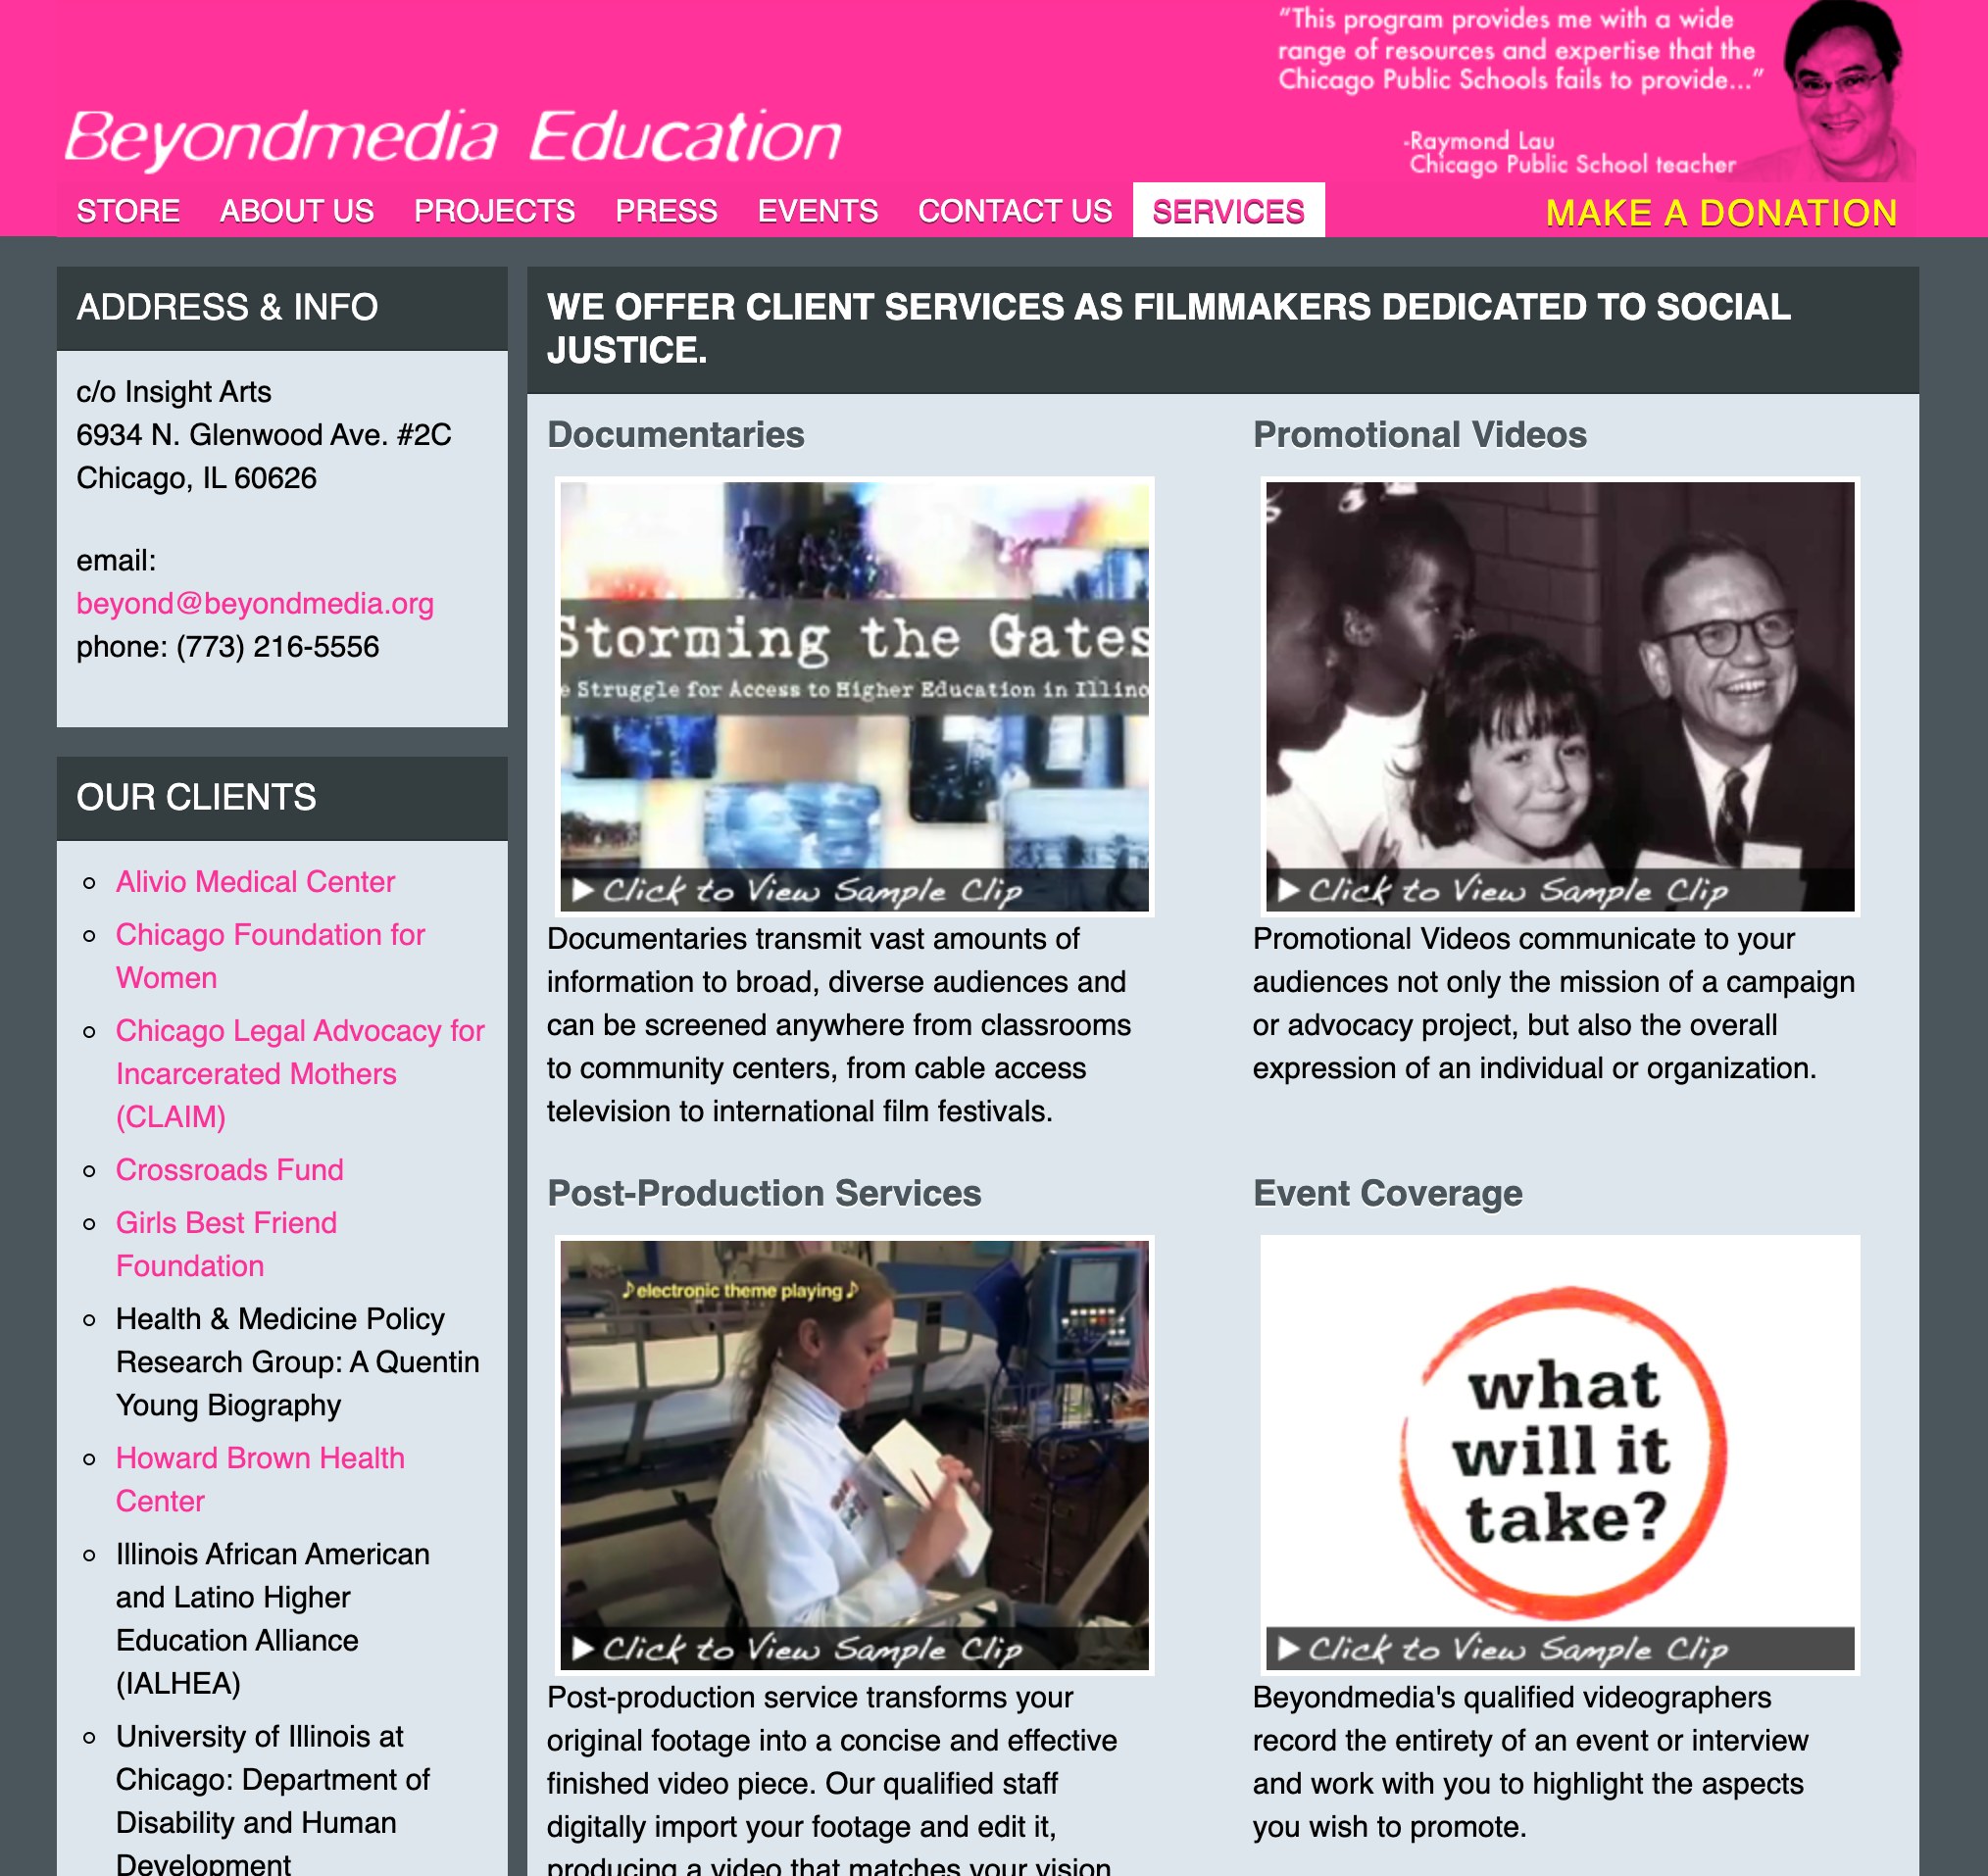 “This program provides me with a wide
range of resources and expertise that the
Chicago Public Schools fails to provide...”
-Raymond Lau
Chicago Public School teacher
Beyondmedia Education
STORE ABOUT US PROJECTS PRESS EVENTS CONTACT US SERVICES MAKE A DONATION
ADDRESS & INFO
c/o Insight Arts
6934 N. Glenwood Ave. #2C
Chicago, IL 60626
email:
beyond@beyondmedia.org
phone: (773) 216-5556
OUR CLIENTS
Alivio Medical Center
Chicago Foundation for
Women
Chicago Legal Advocacy for
Incarcerated Mothers
(CLAIM)
Crossroads Fund
Girls Best Friend
Foundation
Health & Medicine Policy
Research Group: A Quentin
Young Biography
Howard Brown Health
Center
Illinois African American
and Latino Higher
Education Alliance
(IALHEA)
University of Illinois at
Chicago: Department of
Disability and Human
Development
WE OFFER CLIENT SERVICES AS FILMMAKERS DEDICATED TO SOCIAL
JUSTICE.
Documentaries
Storming the Gates
e Struggle for Access to Higher Education in Illino
Click to View Sample Clip
Documentaries transmit vast amounts of
information to broad, diverse audiences and
can be screened anywhere from classrooms
to community centers, from cable access
television to international film festivals.
Promotional Videos
Click to View Sample Clip
Promotional Videos communicate to your
audiences not only the mission of a campaign
or advocacy project, but also the overall
expression of an individual or organization.
Post-Production Services
♪electronic theme playing♪
Click to View Sample Clip
Post-production service transforms your
original footage into a concise and effective
finished video piece. Our qualified staff
digitally import your footage and edit it,
producing a video that matches your vision
Event Coverage
what
will it
take?
Click to View Sample Clip
Beyondmedia's qualified videographers
record the entirety of an event or interview
and work with you to highlight the aspects
you wish to promote.